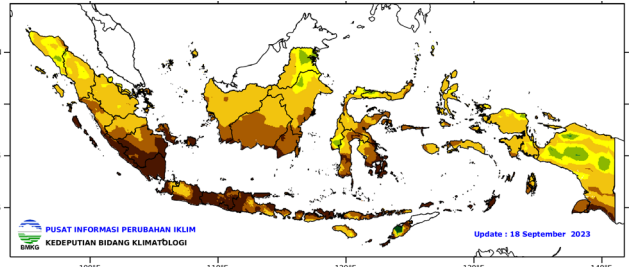 PUSAT INFORMASI PERUBAHAN IKLIM
BMKG
KEDEPUTIAN BIDANG KLIMATOLOGI
Update : 18 September 2023